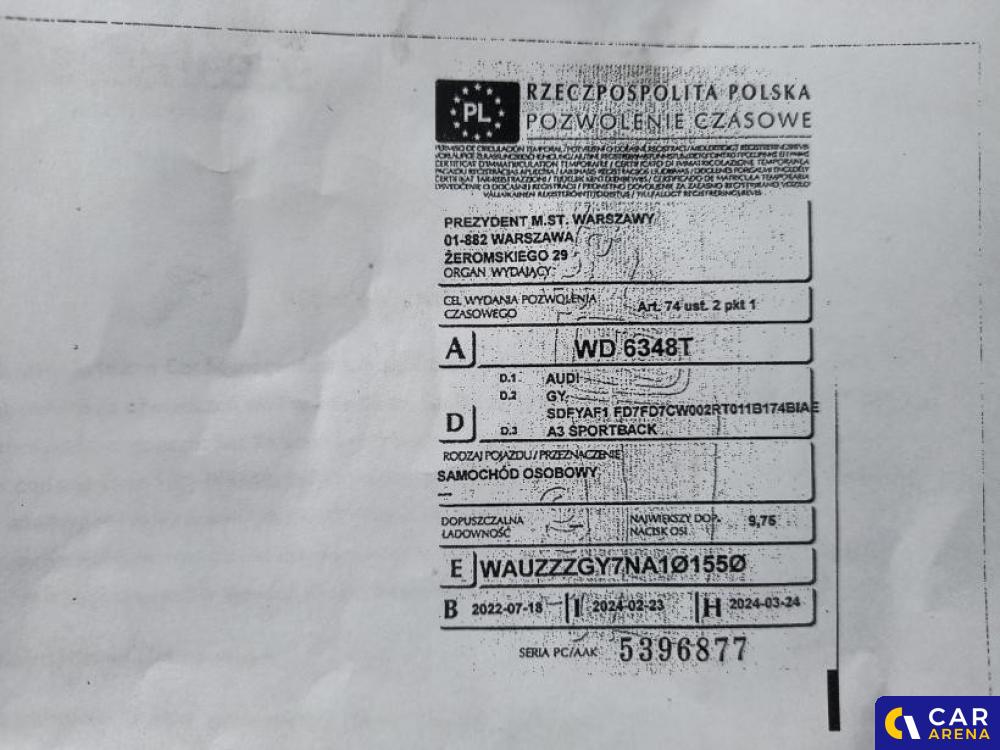 PL
RZECZPOSPOLITA POLSKA
POZWOLENIE CZASOWE
PREZYDENT M.ST. WARSZAWY
01-882 WARSZAWA
ŻEROMSKIEGO 29
ORGAN WYDAJĄCY
CEL WYDANIA POZWOLENIA
CZASOWEGO
Art. 74 ust. 2 pkt 1
A WD 6348T
D.1 AUDI
D.2 GY
SDFYAF1 FD7FD7CW002RT011B174BIAE
D
D.3 A3 SPORTBACK
RODZAJ POJAZDU/PRZEZNACZENIE
SAMOCHÓD OSOBOWY
---
DOPUSZCZALNA
ŁADOWNOŚĆ
---
NAJWIĘKSZY DOP.
NACISK OSI
9,75
E WAUZZZGY7NA1Ø155Ø
B 2022-07-18 I 2024-02-23 H 2024-03-24
SERIA PC/AAK 5396877
CAR
ARENA